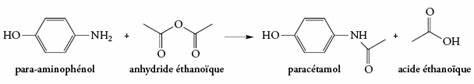 HO NH₂ + O O O HO NH O + O OH
para-aminophénol anhydride éthanoïque paracétamol acide éthanoïque